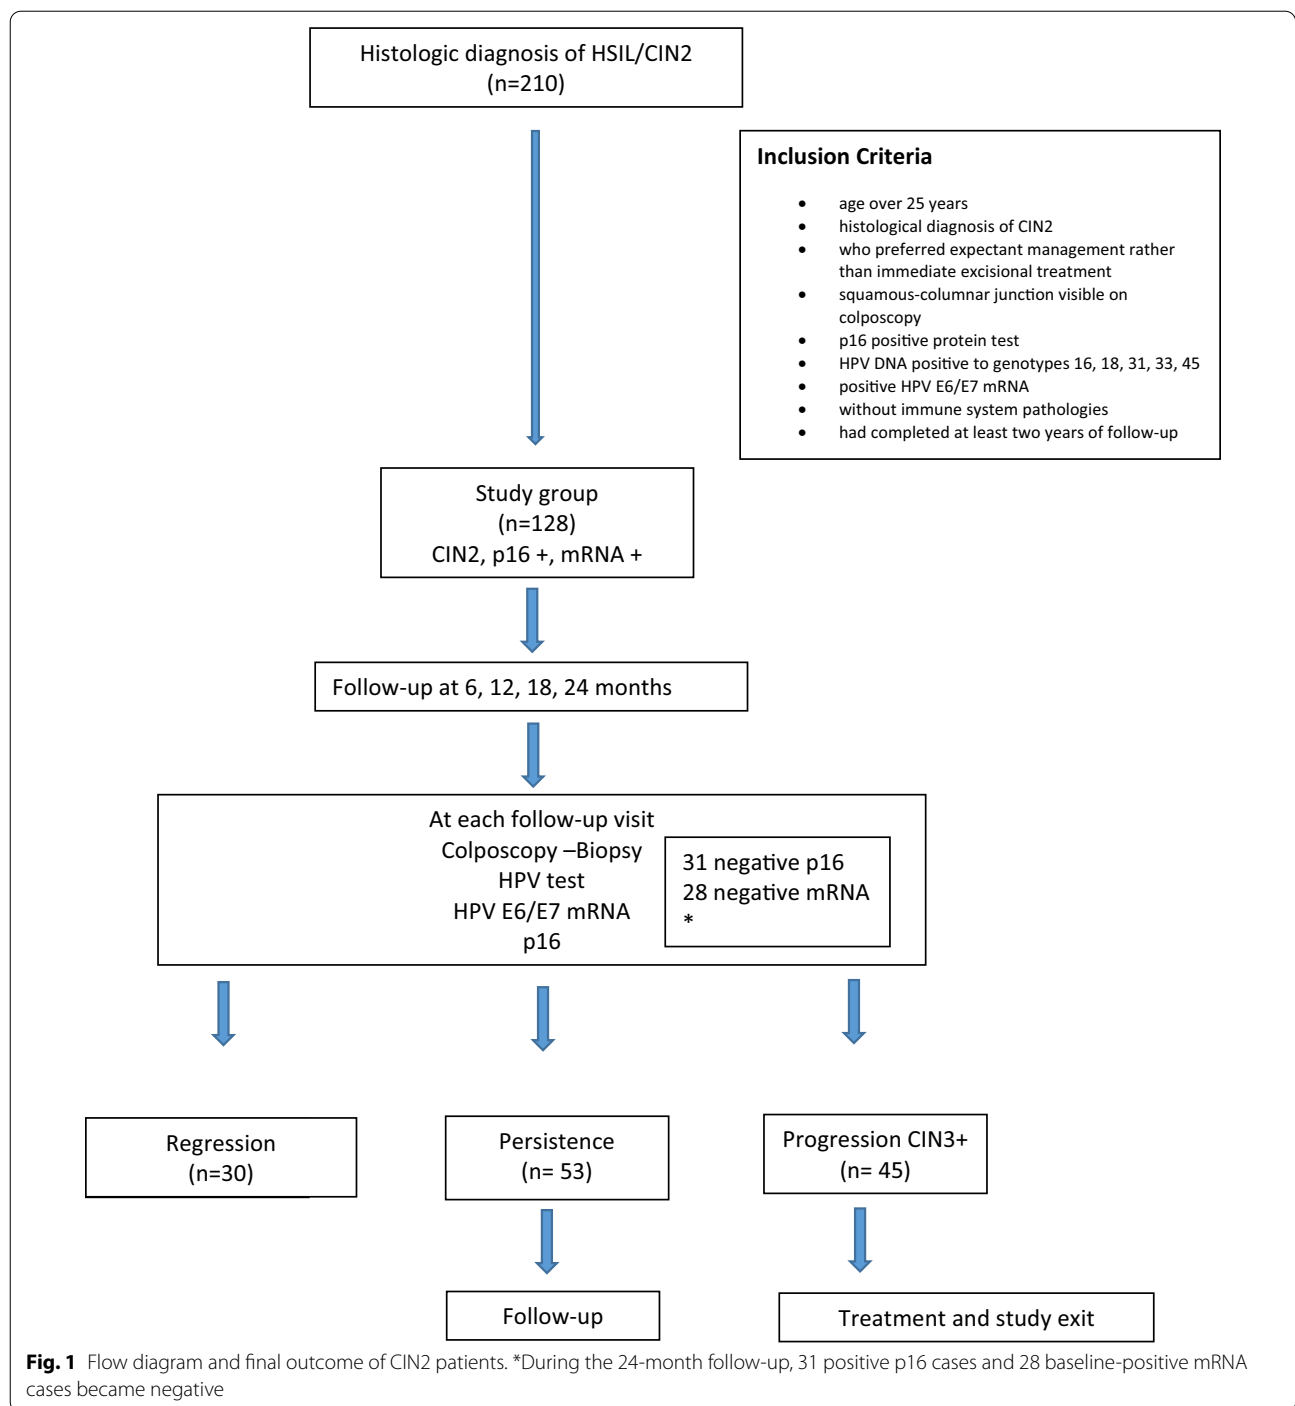 Histologic diagnosis of HSIL/CIN2
(n=210)
Inclusion Criteria
• age over 25 years
• histological diagnosis of CIN2
• who preferred expectant management rather
than immediate excisional treatment
• squamous-columnar junction visible on
colposcopy
• p16 positive protein test
• HPV DNA positive to genotypes 16, 18, 31, 33, 45
• positive HPV E6/E7 mRNA
• without immune system pathologies
• had completed at least two years of follow-up
Study group
(n=128)
CIN2, p16 +, mRNA +
Follow-up at 6, 12, 18, 24 months
At each follow-up visit
Colposcopy –Biopsy
HPV test
HPV E6/E7 mRNA
p16
31 negative p16
28 negative mRNA
*
Regression
(n=30)
Persistence
(n= 53)
Progression CIN3+
(n= 45)
Follow-up
Treatment and study exit
Fig. 1 Flow diagram and final outcome of CIN2 patients. *During the 24-month follow-up, 31 positive p16 cases and 28 baseline-positive mRNA
cases became negative